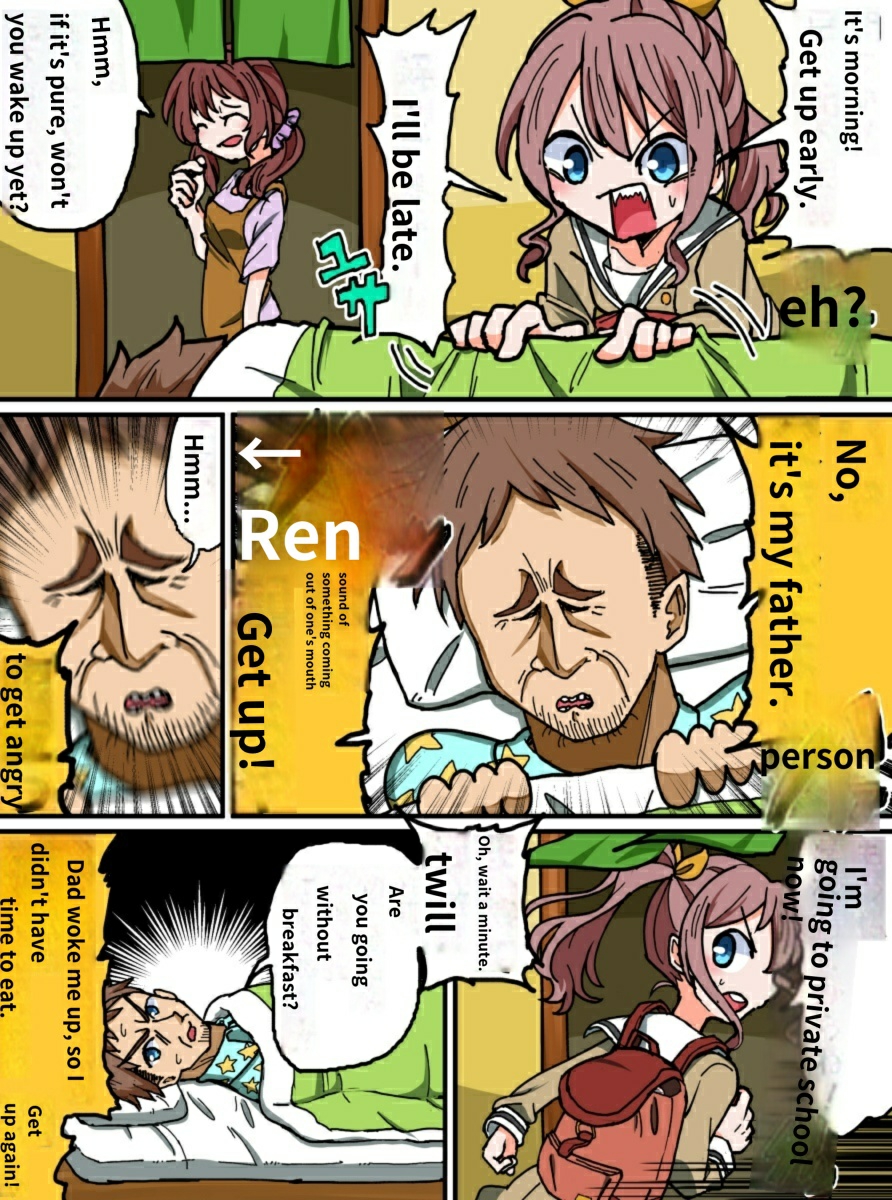 It's morning!
Get up early.
eh?
I'll be late.
ユサ
Hmm,
if it's pure, won't
you wake up yet?
No,
it's my father.
person
sound of
something coming
out of one's mouth
←
Ren
Get up!
Hmm...
to get angry
I'm
going to private school
now!
Oh, wait a minute.
twill
Are
you going
without
breakfast?
Dad woke me up, so I
didn't have
time to eat.
Get
up again!